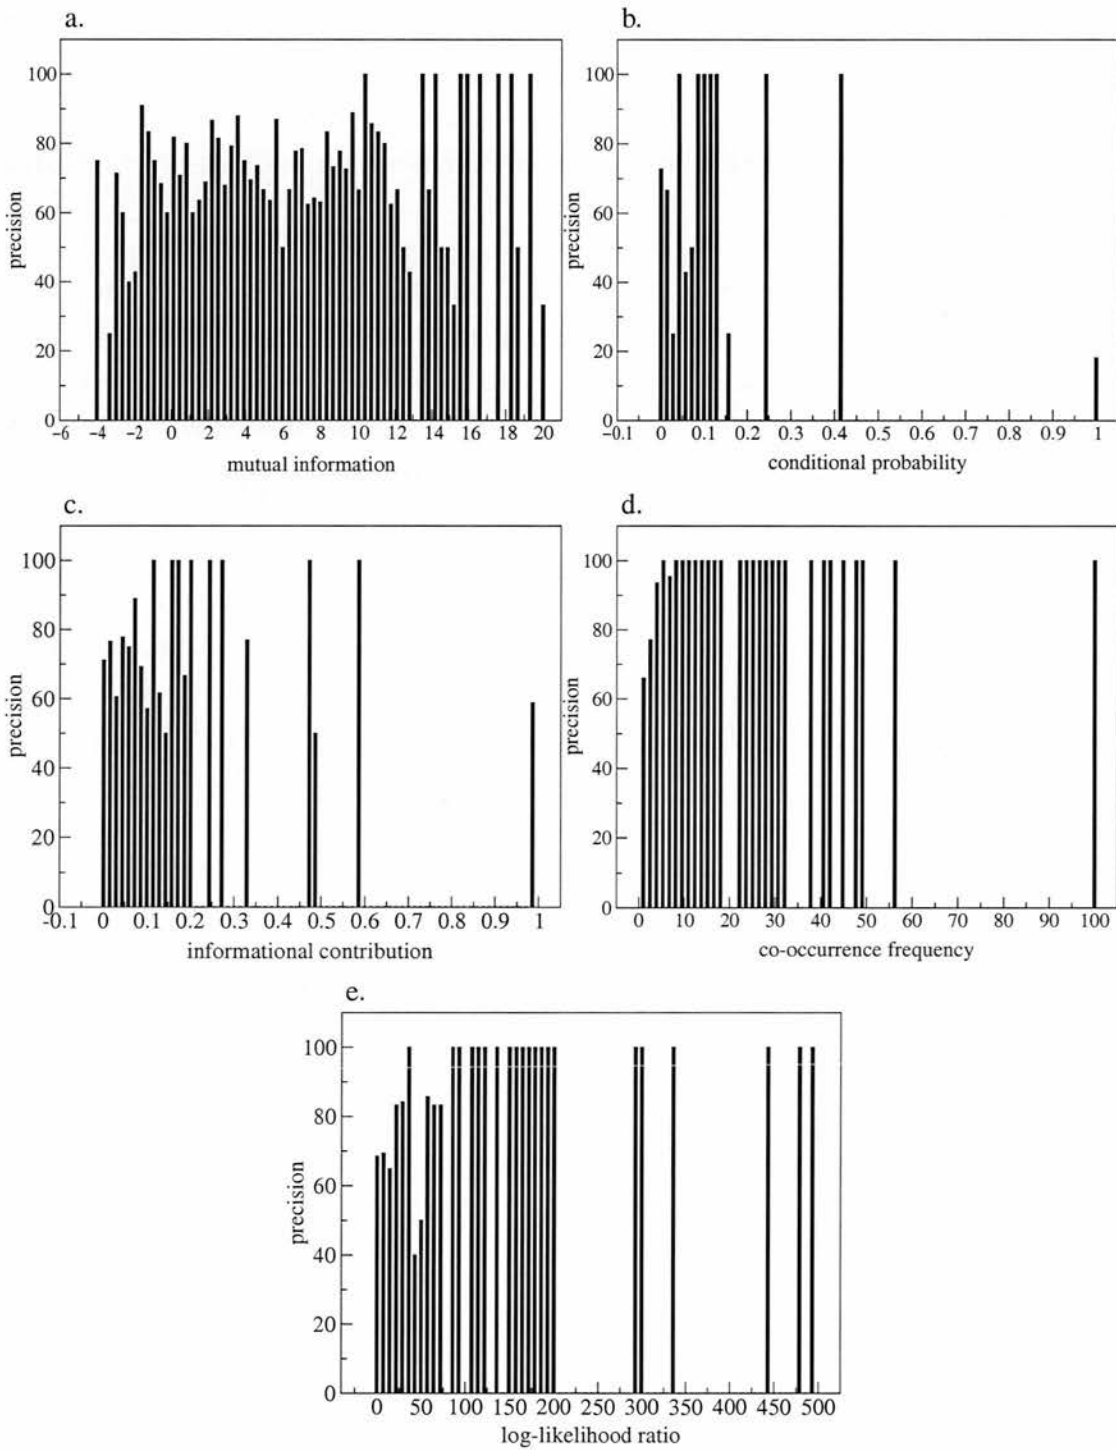 a.
100
80
60
40
20
0
precision
-6 -4 -2 0 2 4 6 8 10 12 14 16 18 20
mutual information
b.
100
80
60
40
20
0
precision
-0.1 0 0.1 0.2 0.3 0.4 0.5 0.6 0.7 0.8 0.9 1
conditional probability
c.
100
80
60
40
20
0
precision
-0.1 0 0.1 0.2 0.3 0.4 0.5 0.6 0.7 0.8 0.9 1
informational contribution
d.
100
80
60
40
20
0
precision
0 10 20 30 40 50 60 70 80 90 100
co-occurrence frequency
e.
100
80
60
40
20
0
precision
0 50 100 150 200 250 300 350 400 450 500
log-likelihood ratio